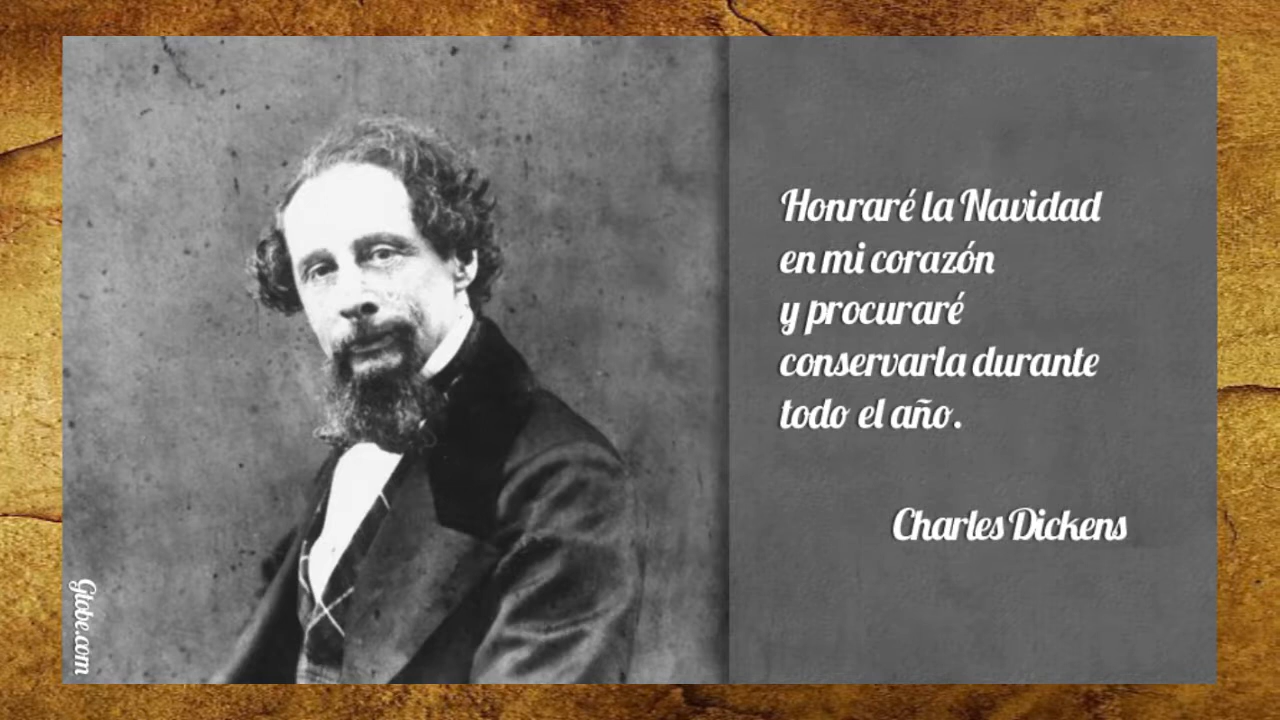 Honraré la Navidad
en mi corazón
y procuraré
conservarla durante
todo el año.
Charles Dickens
Globe.com